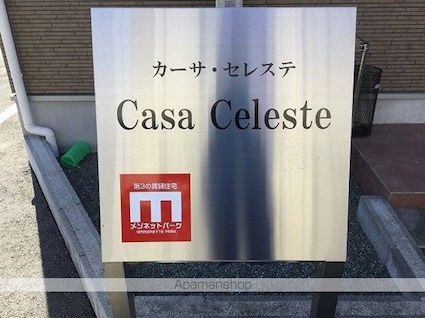 カーサ・セレステ
Casa Celeste
第3の賃貸住宅
メゾネットパーク
MAISONETTE PARK
Apamanshop